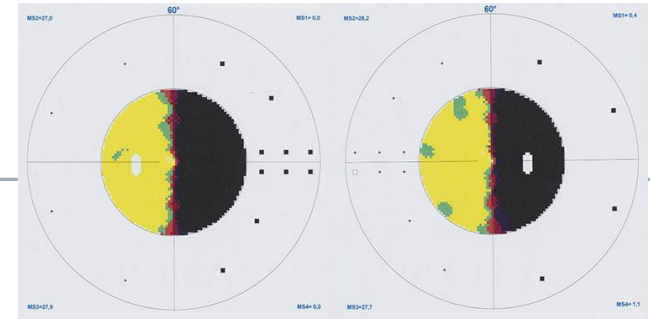 60°
MS2=27,0
MS1= 0,0
MS3=27,9
MS4= 0,0
60°
MS2=28,2
MS1= 0,4
MS3=27,7
MS4= 1,1